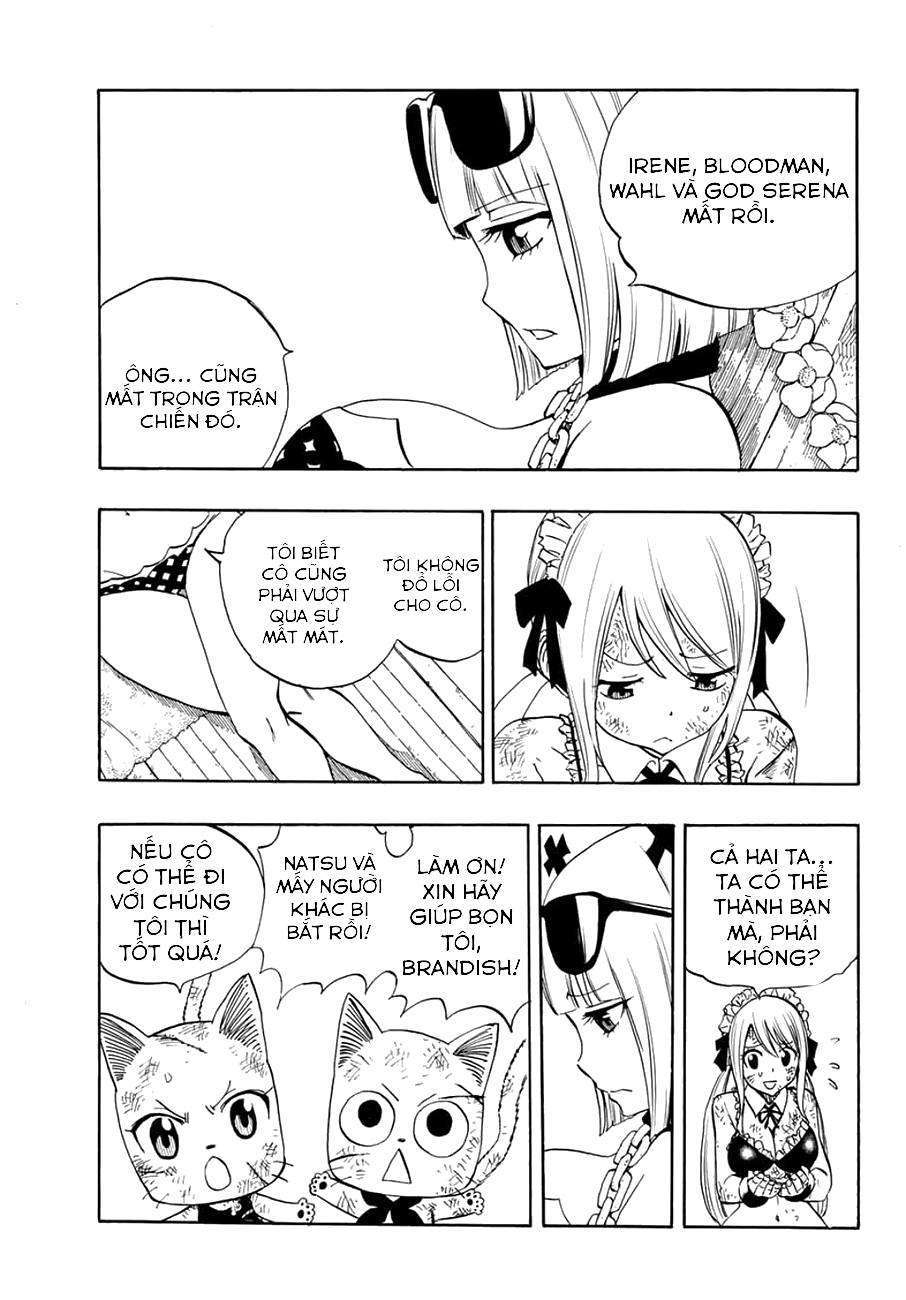 IRENE, BLOODMAN,
WAHL VÀ GOD SERENA
MẤT RỒI.
ÔNG... CŨNG
MẤT TRONG TRẬN
CHIẾN ĐÓ.
TÔI KHÔNG
ĐỔ LỖI
CHO CÔ.
TÔI BIẾT
CÔ CŨNG
PHẢI VƯỢT
QUA SỰ
MẤT MÁT.
CẢ HAI TA...
TA CÓ THỂ
THÀNH BẠN
MÀ, PHẢI
KHÔNG?
LÀM ƠN!
XIN HÃY
GIÚP BỌN
TÔI,
BRANDISH!
NATSU VÀ
MẤY NGƯỜI
KHÁC BỊ
BẮT RỒI!
NẾU CÔ
CÓ THỂ ĐI
VỚI CHÚNG
TÔI THÌ
TỐT QUÁ!